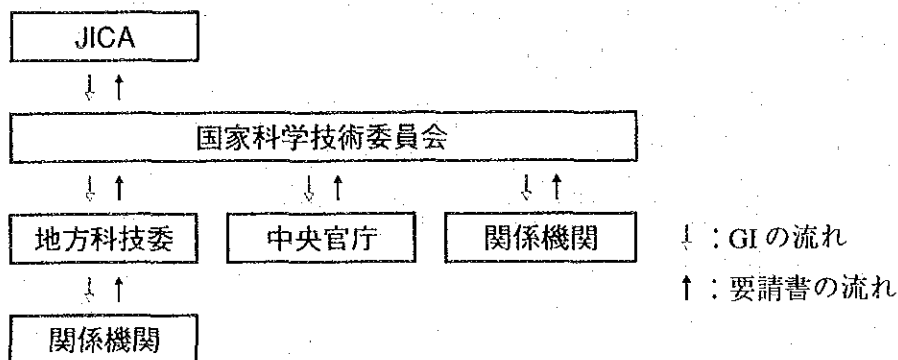 JICA
⇩ ↑
国家科学技術委員会
⇩ ↑ ⇩ ↑ ⇩ ↑
地方科技委 中央官庁 関係機関
⇩ : GIの流れ
⇩ ↑
↑ : 要請書の流れ
関係機関